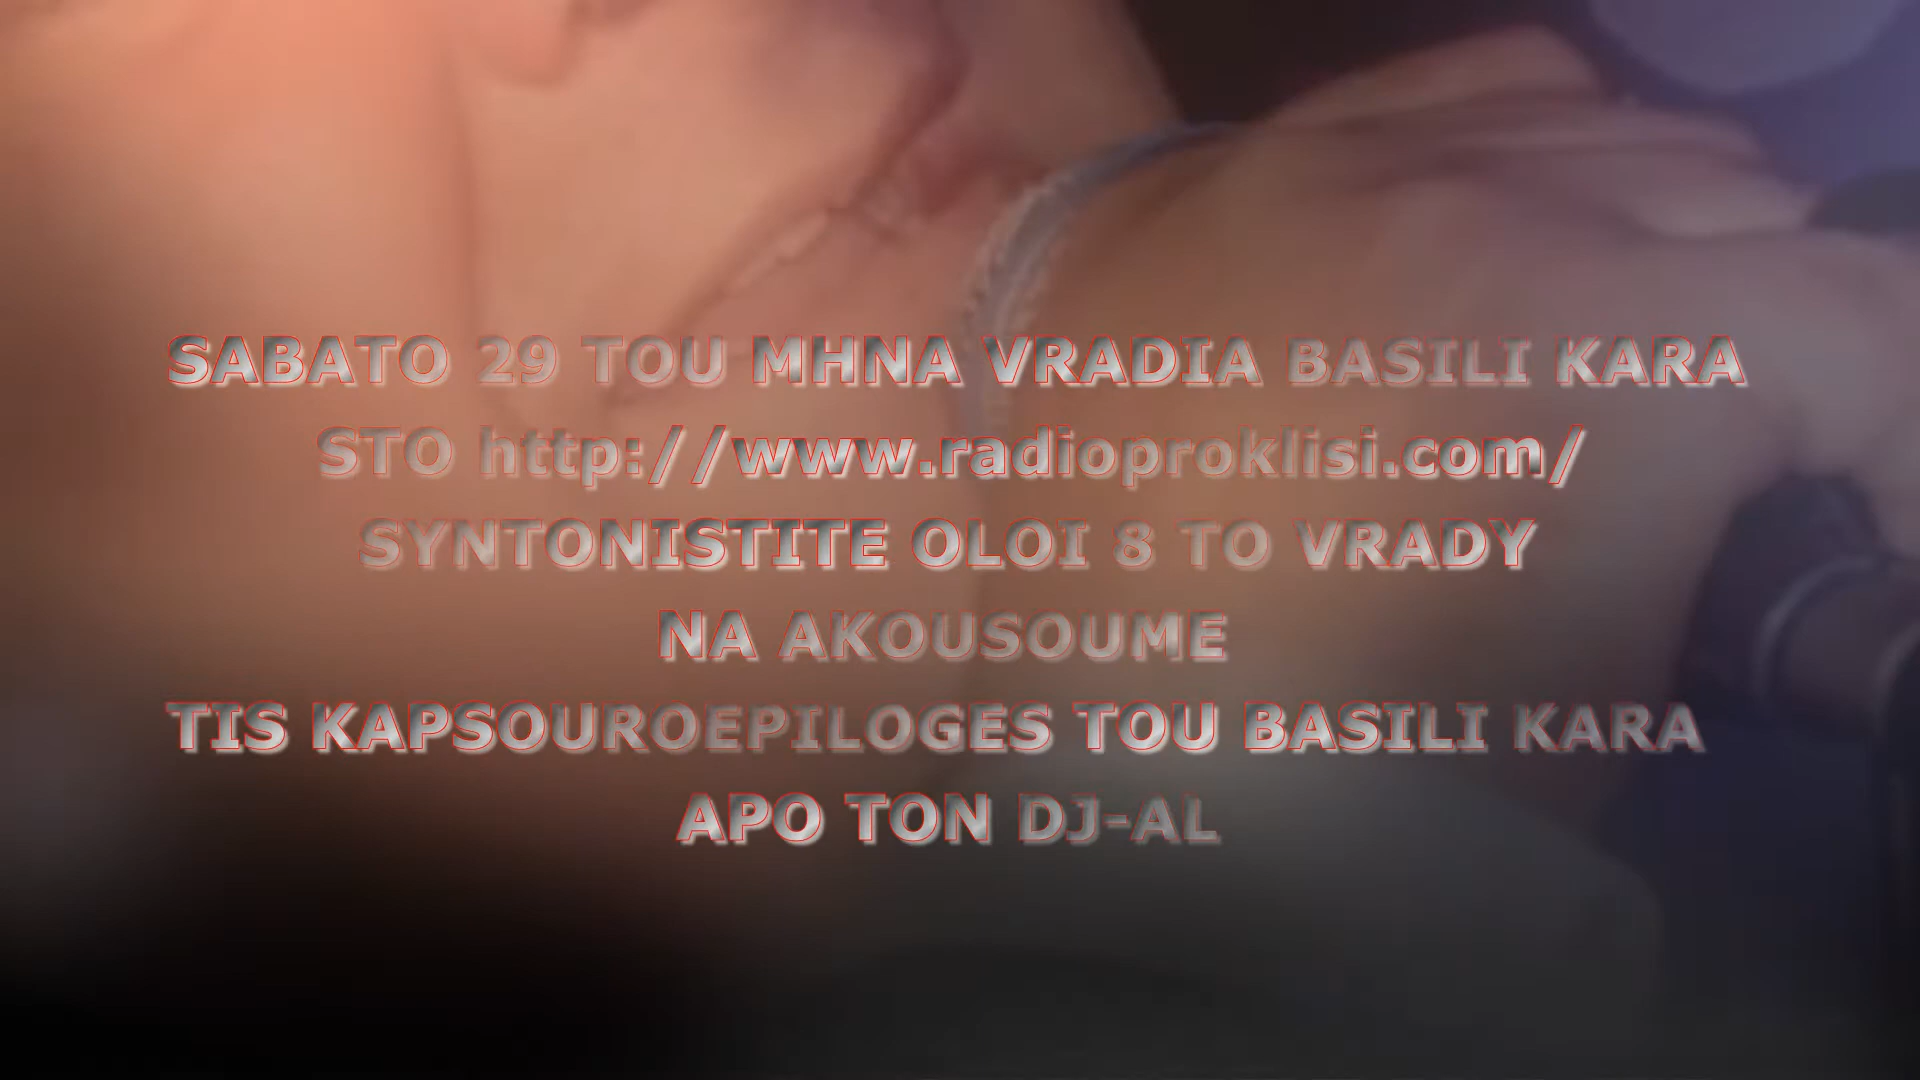 SABATO 29 TOU MHNA VRADIA BASILI KARA
STO http://www.radioproklisi.com/
SYNTONISTITE OLOI 8 TO VRADY
NA AKOUSOUME
TIS KAPSOUROEPILOGES TOU BASILI KARA
APO TON DJ-AL